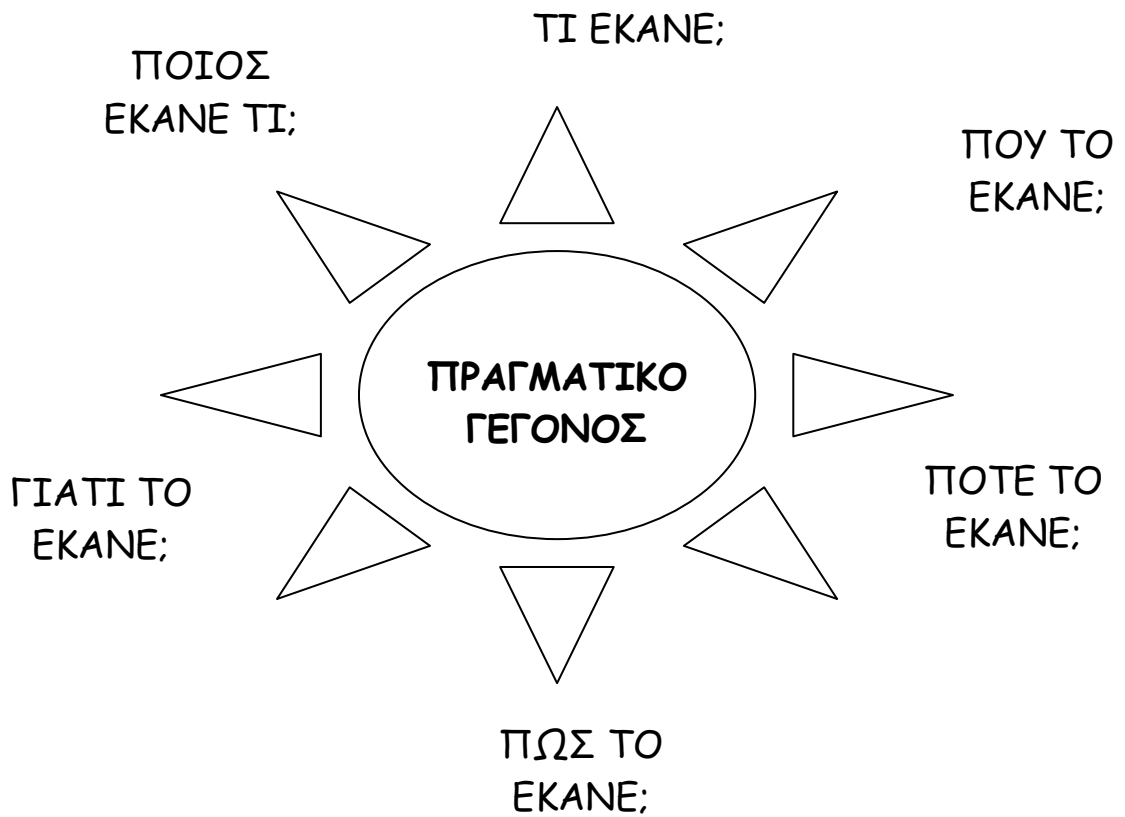 ΤΙ ΕΚΑΝΕ;
ΠΟΙΟΣ
ΕΚΑΝΕ ΤΙ;
ΠΟΥ ΤΟ
ΕΚΑΝΕ;
ΠΡΑΓΜΑΤΙΚΟ
ΓΕΓΟΝΟΣ
ΓΙΑΤΙ ΤΟ
ΕΚΑΝΕ;
ΠΟΤΕ ΤΟ
ΕΚΑΝΕ;
ΠΩΣ ΤΟ
ΕΚΑΝΕ;